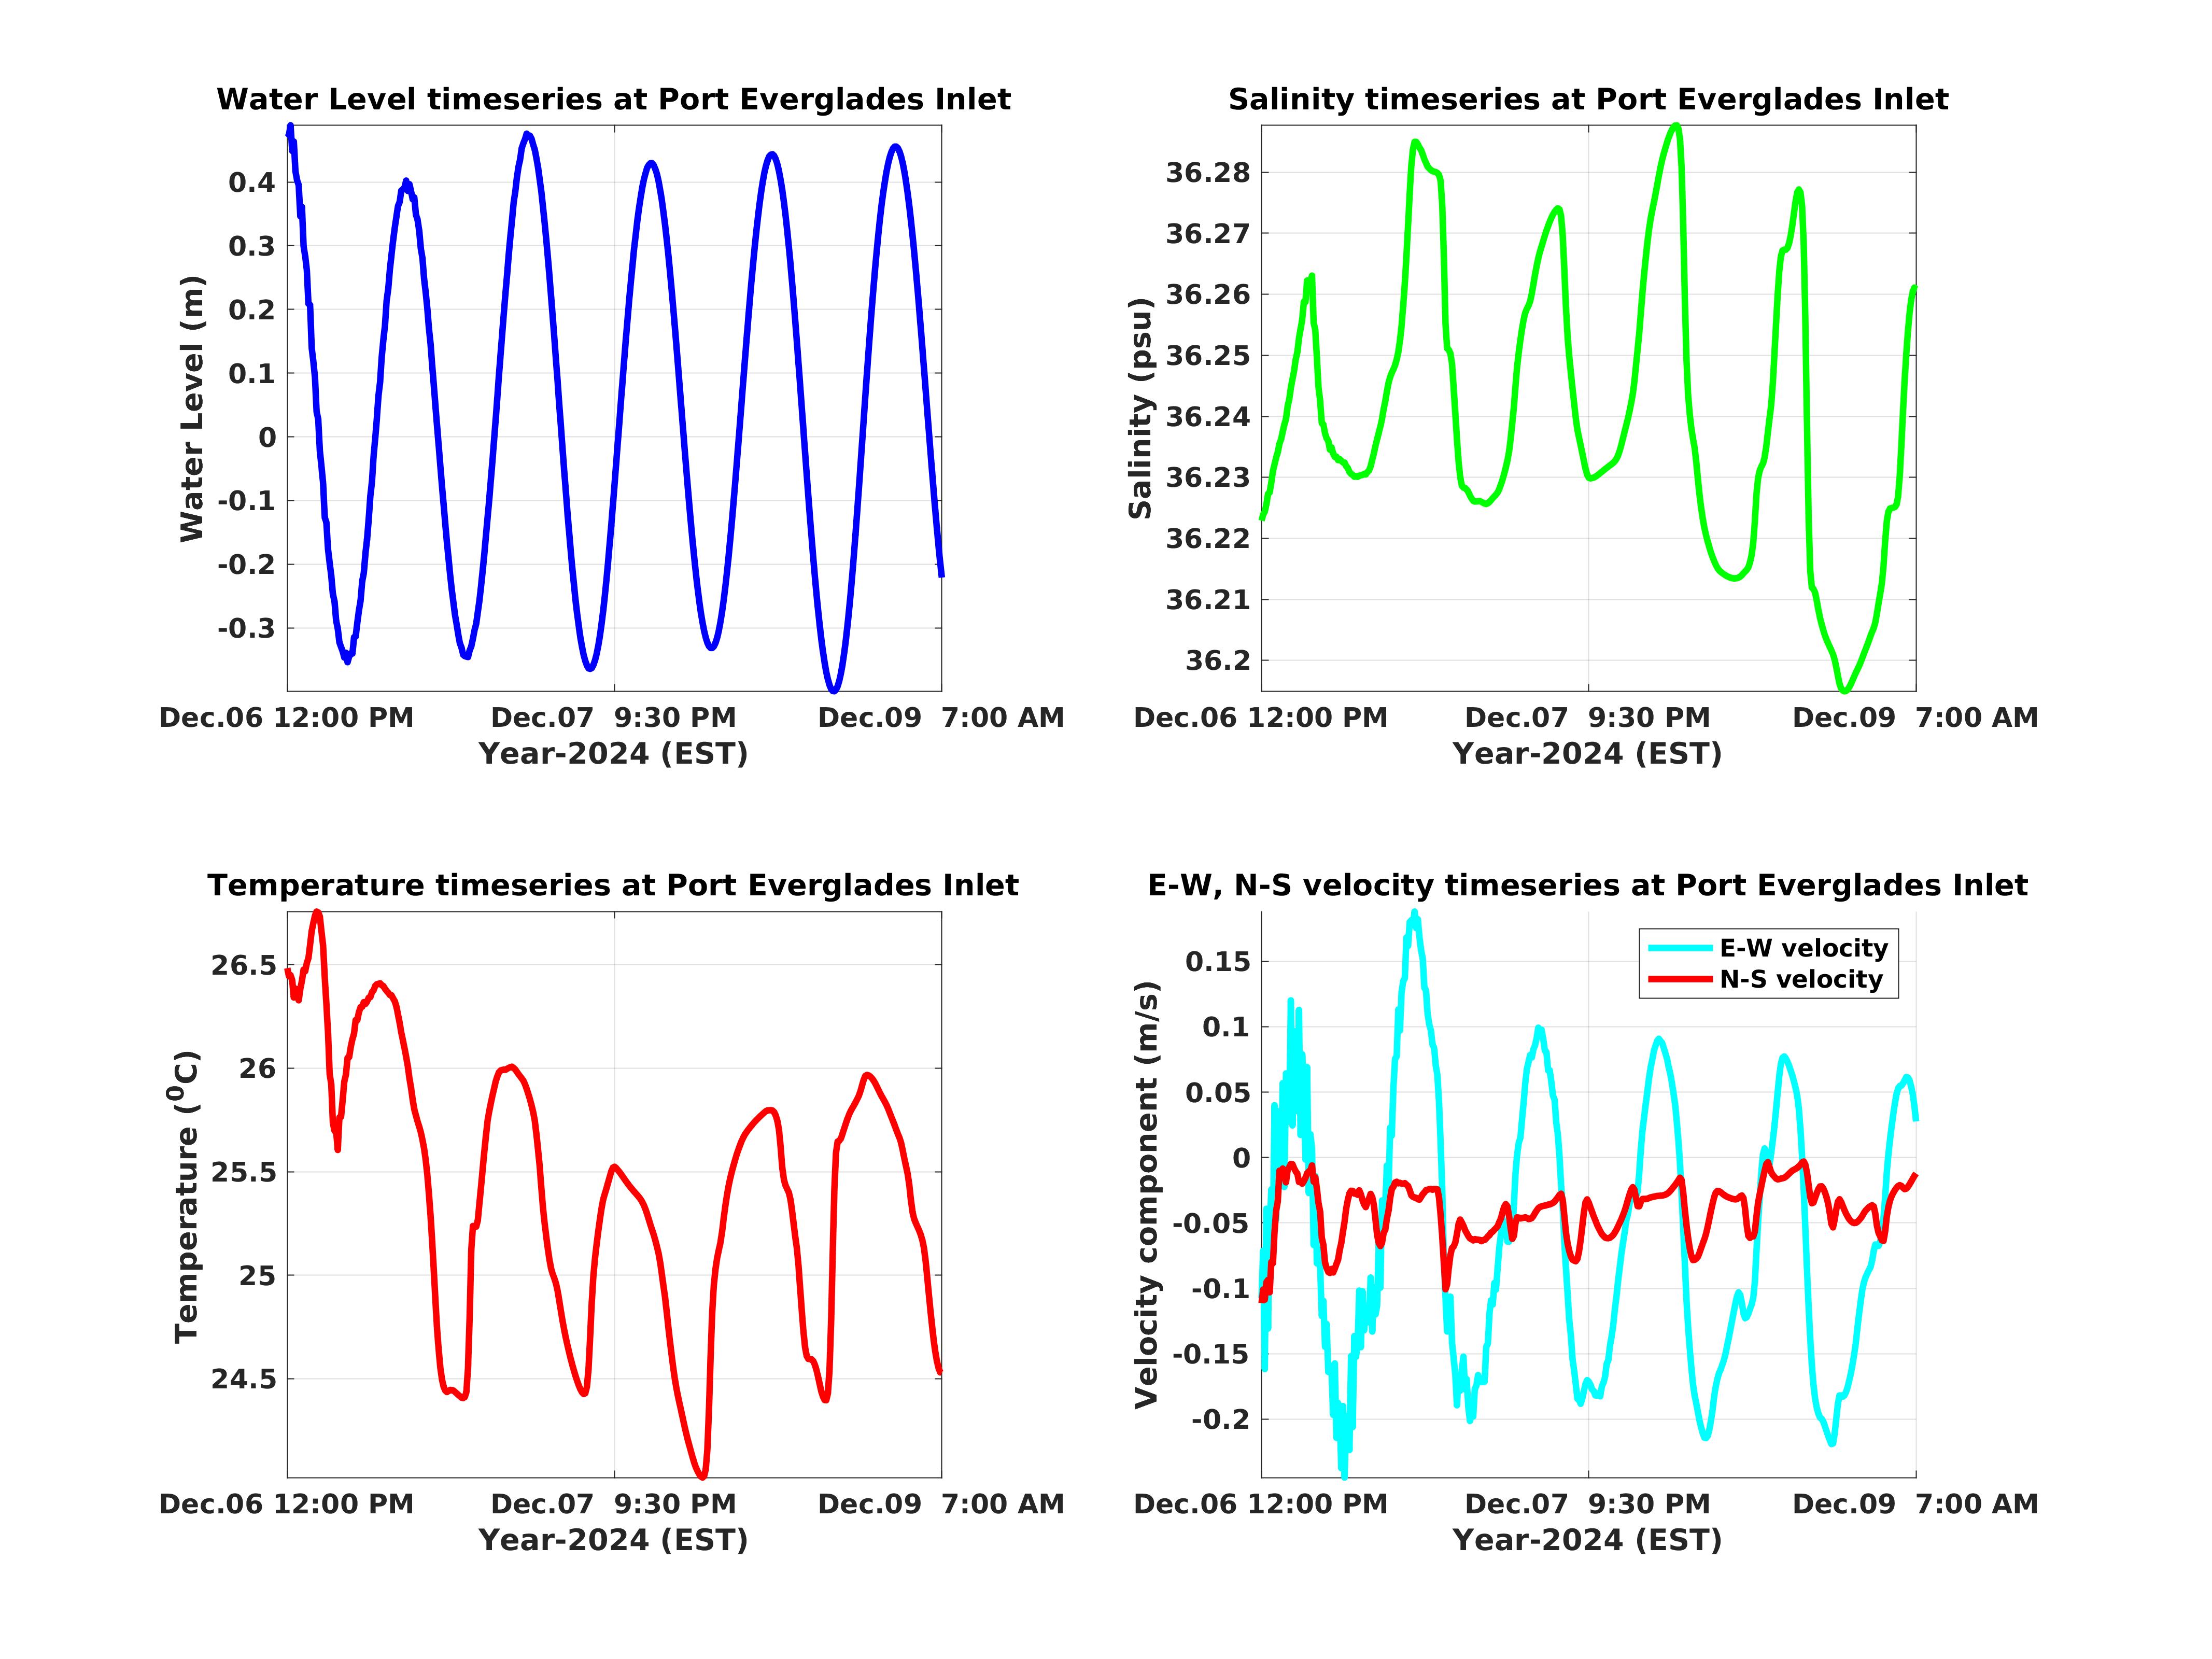 Water Level timeseries at Port Everglades Inlet
Water Level (m)
0.4
0.3
0.2
0.1
0
-0.1
-0.2
-0.3
Dec.06 12:00 PM Dec.07 9:30 PM Dec.09 7:00 AM
Year-2024 (EST)
Salinity timeseries at Port Everglades Inlet
Salinity (psu)
36.28
36.27
36.26
36.25
36.24
36.23
36.22
36.21
36.2
Dec.06 12:00 PM Dec.07 9:30 PM Dec.09 7:00 AM
Year-2024 (EST)
Temperature timeseries at Port Everglades Inlet
Temperature (⁰C)
26.5
26
25.5
25
24.5
Dec.06 12:00 PM Dec.07 9:30 PM Dec.09 7:00 AM
Year-2024 (EST)
E-W, N-S velocity timeseries at Port Everglades Inlet
Velocity component (m/s)
0.15
0.1
0.05
0
-0.05
-0.1
-0.15
-0.2
E-W velocity
N-S velocity
Dec.06 12:00 PM Dec.07 9:30 PM Dec.09 7:00 AM
Year-2024 (EST)